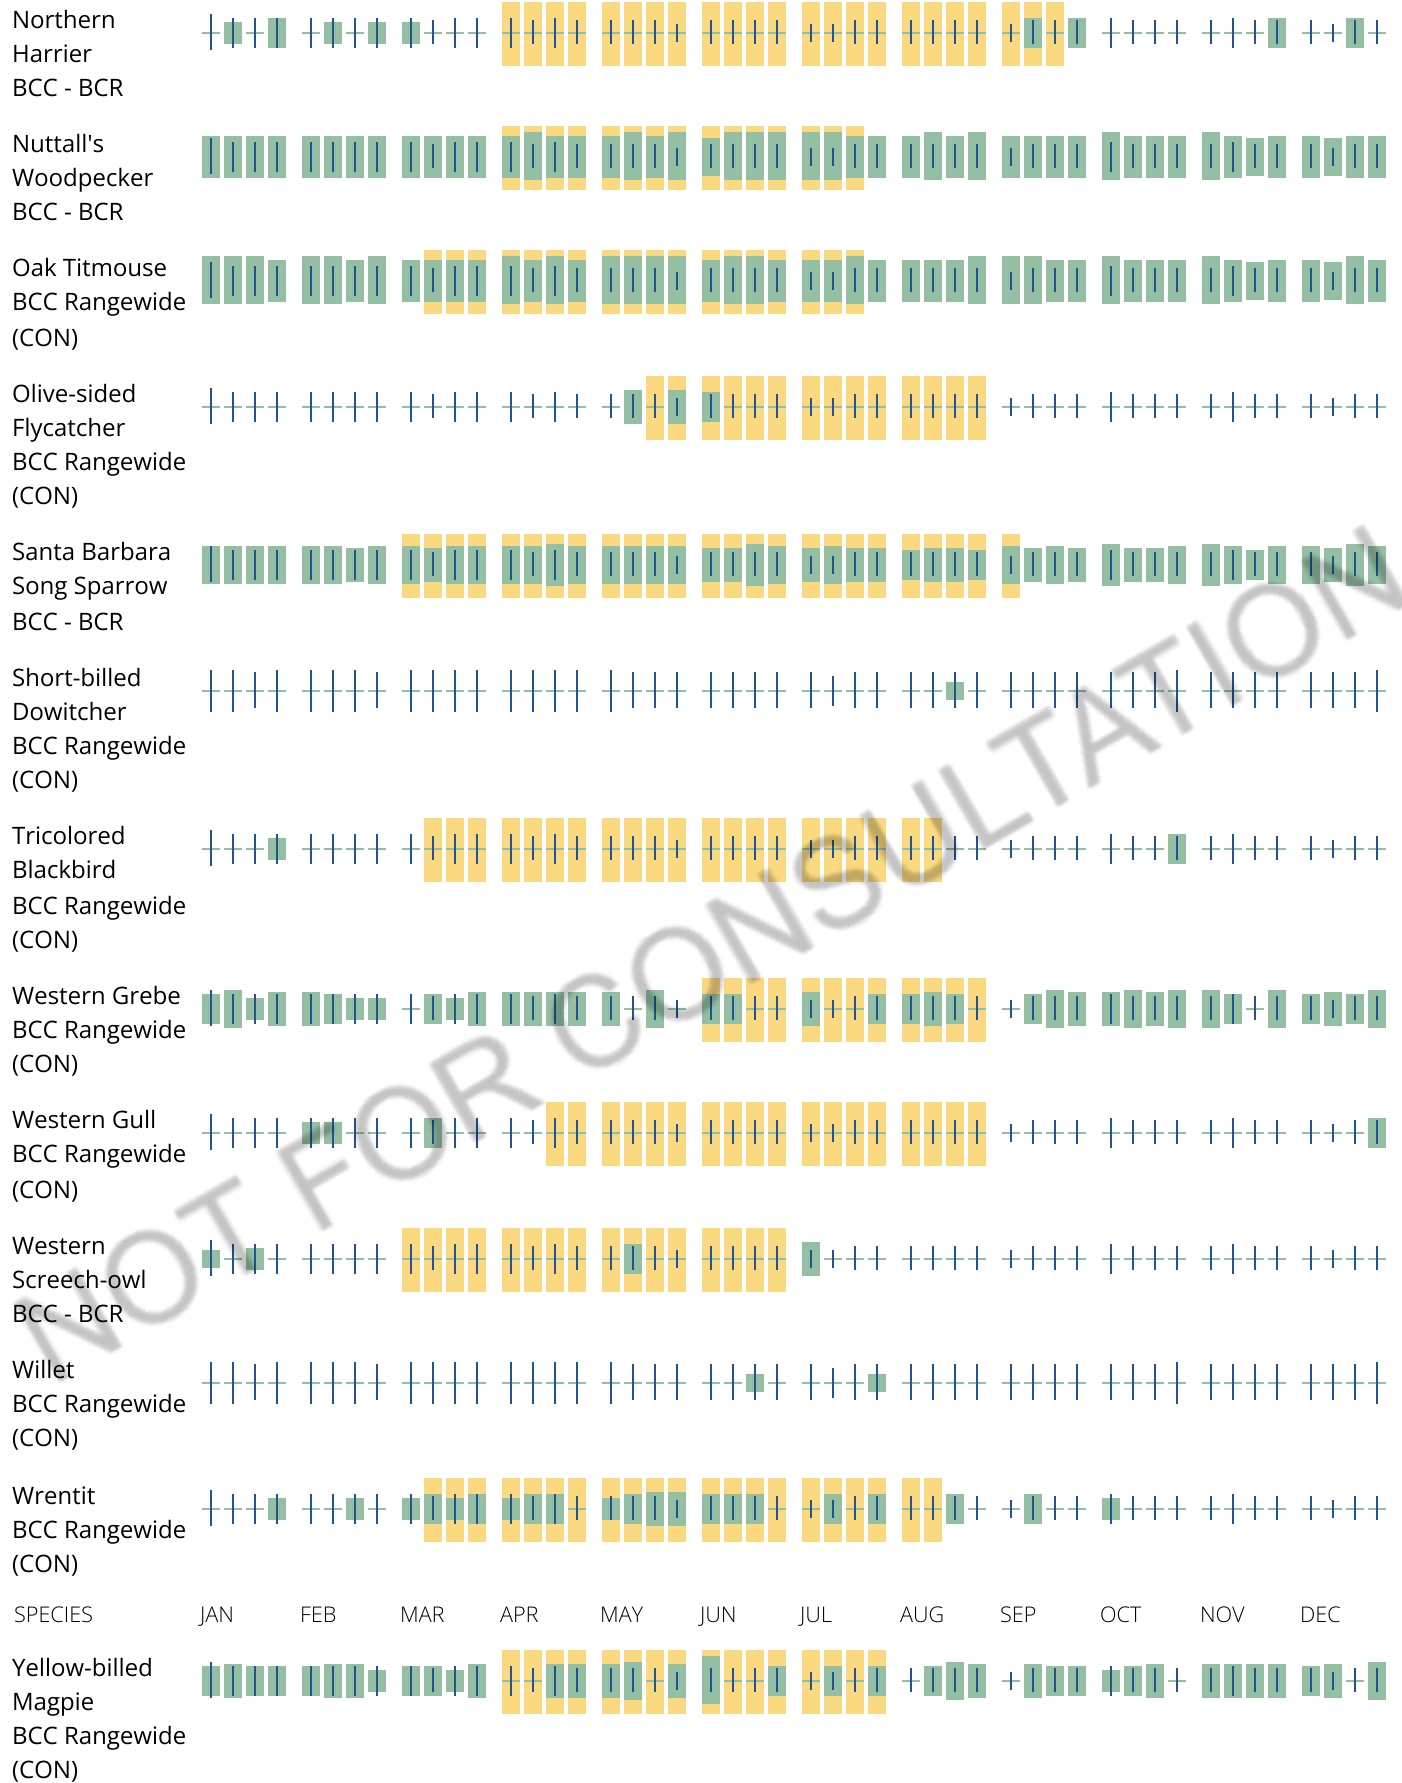 Northern
Harrier
BCC - BCR
Nuttall's
Woodpecker
BCC - BCR
Oak Titmouse
BCC Rangewide
(CON)
Olive-sided
Flycatcher
BCC Rangewide
(CON)
Santa Barbara
Song Sparrow
BCC - BCR
Short-billed
Dowitcher
BCC Rangewide
(CON)
Tricolored
Blackbird
BCC Rangewide
(CON)
Western Grebe
BCC Rangewide
(CON)
Western Gull
BCC Rangewide
(CON)
Western
Screech-owl
BCC - BCR
Willet
BCC Rangewide
(CON)
Wrentit
BCC Rangewide
(CON)
SPECIES JAN FEB MAR APR MAY JUN JUL AUG SEP OCT NOV DEC
Yellow-billed
Magpie
BCC Rangewide
(CON)
NOT FOR CONSULTATION